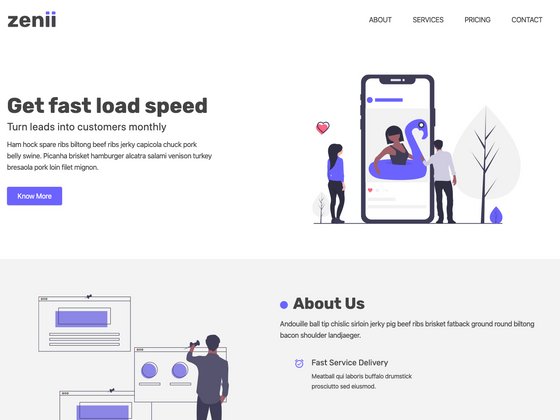 zenii
ABOUT
SERVICES
PRICING
CONTACT
Get fast load speed
Turn leads into customers monthly
Ham hock spare ribs biltong beef ribs jerky capicola chuck pork
belly swine. Picanha brisket hamburger alcatra salami venison turkey
bresaola pork loin filet mignon.
Know More
About Us
Andouille ball tip chislic sirloin jerky pig beef ribs brisket fatback ground round biltong
bacon shoulder landjaeger.
Fast Service Delivery
Meatball qui laboris buffalo drumstick
prosciutto sed eiusmod.